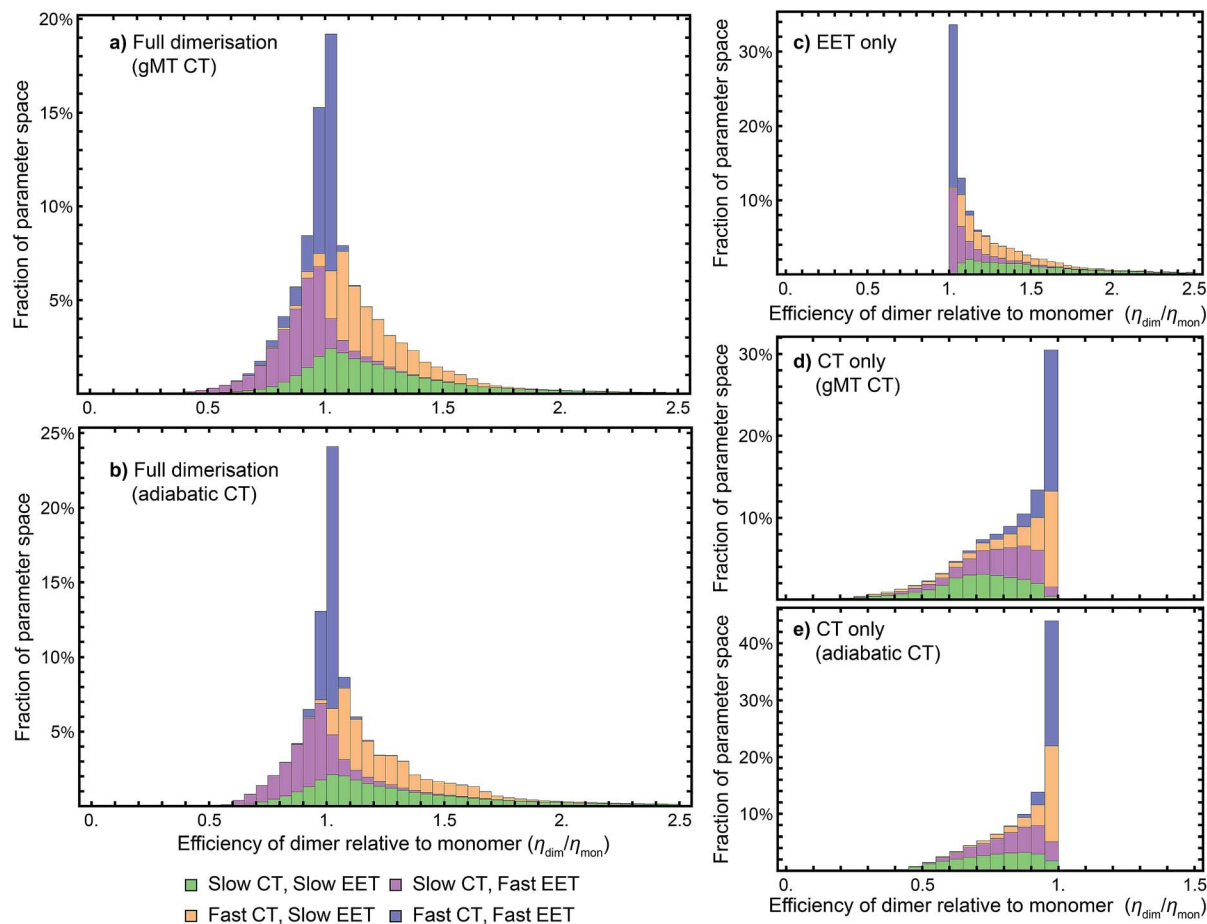 a) Full dimerisation
(gMT CT)
Fraction of parameter space
20%
15%
10%
5%
0.
0.5
1.
1.5
2.
2.5
b) Full dimerisation
(adiabatic CT)
Fraction of parameter space
25%
20%
15%
10%
5%
0.
0.5
1.
1.5
2.
2.5
Efficiency of dimer relative to monomer (η_dim/η_mon)
Slow CT, Slow EET
Slow CT, Fast EET
Fast CT, Slow EET
Fast CT, Fast EET
c) EET only
Fraction of parameter space
30%
20%
10%
0.
0.5
1.
1.5
2.
2.5
Efficiency of dimer relative to monomer (η_dim/η_mon)
d) CT only
(gMT CT)
Fraction of parameter space
30%
20%
10%
e) CT only
(adiabatic CT)
Fraction of parameter space
40%
30%
20%
10%
0.
0.5
1.
1.5
Efficiency of dimer relative to monomer (η_dim/η_mon)